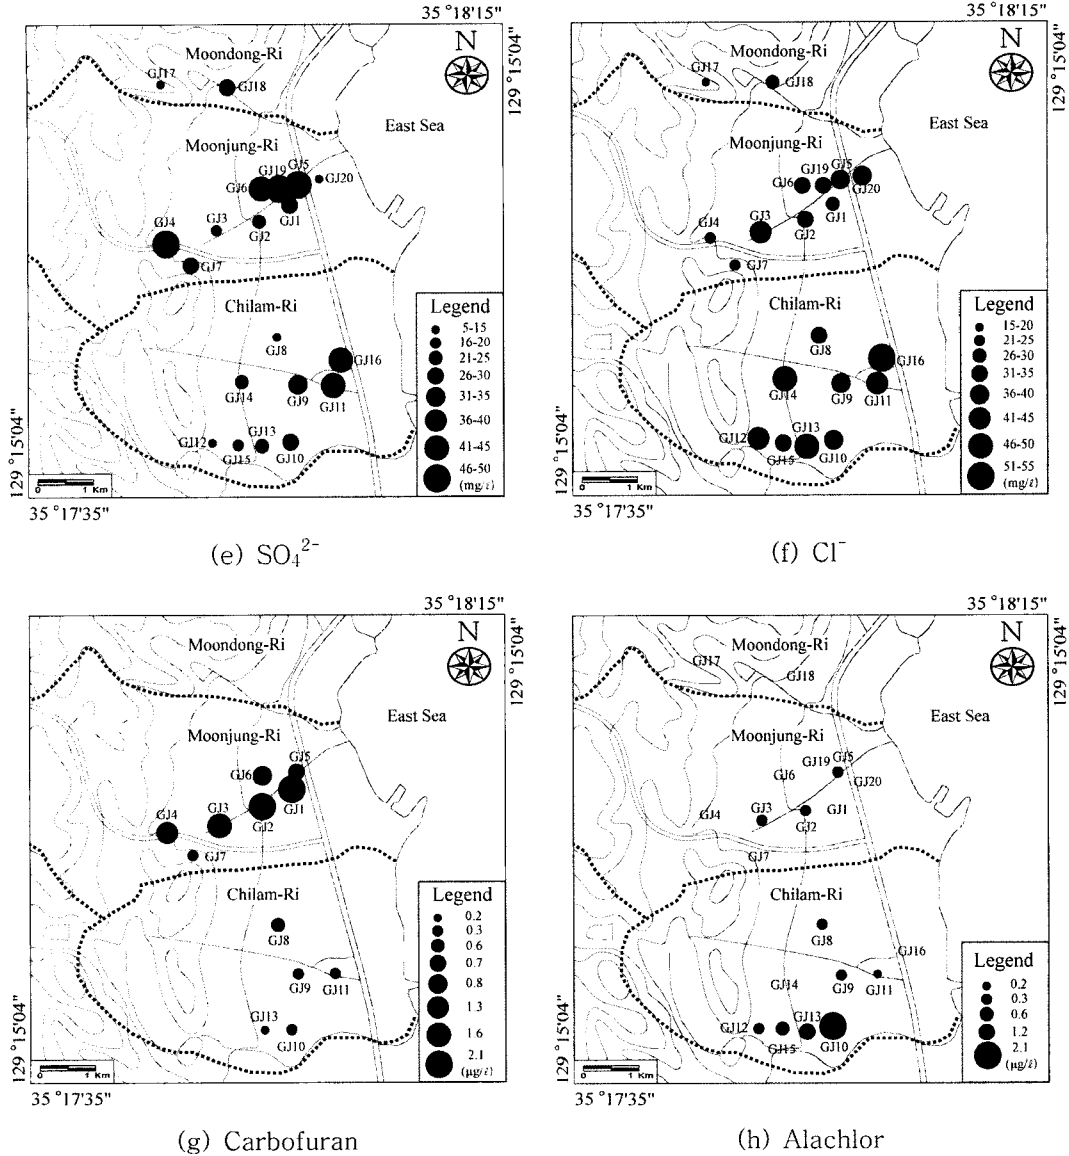 35 °18'15"
129 °15'04"
N
Moondong-Ri
GJ17
GJ18
East Sea
Moonjung-Ri
GJ5
GJ19
GJ6
GJ20
GJ1
GJ3
GJ2
GJ4
GJ7
Chilam-Ri
GJ8
GJ16
GJ14
GJ9
GJ11
GJ13
GJ12
GJ15
GJ10
Legend
5-15
16-20
21-25
26-30
31-35
36-40
41-45
46-50
(mg/ℓ)
0 1 Km
129 °15'04"
35 °17'35"
(e) SO₄²⁻
35 °18'15"
129 °15'04"
N
Moondong-Ri
GJ17
GJ18
East Sea
Moonjung-Ri
GJ5
GJ19
GJ6
GJ20
GJ1
GJ3
GJ2
GJ4
GJ7
Chilam-Ri
GJ8
GJ16
GJ14
GJ9
GJ11
GJ13
GJ12
GJ15
GJ10
Legend
15-20
21-25
26-30
31-35
36-40
41-45
46-50
51-55
(mg/ℓ)
0 1 Km
129 °15'04"
35 °17'35"
(f) Cl⁻
35 °18'15"
129 °15'04"
N
Moondong-Ri
East Sea
Moonjung-Ri
GJ5
GJ6
GJ1
GJ3
GJ2
GJ4
GJ7
Chilam-Ri
GJ8
GJ9
GJ11
GJ13
GJ10
Legend
0.2
0.3
0.6
0.7
0.8
1.3
1.6
2.1
(μg/ℓ)
0 1 Km
129 °15'04"
35 °17'35"
(g) Carbofuran
35 °18'15"
129 °15'04"
N
Moondong-Ri
GJ17
GJ18
East Sea
Moonjung-Ri
GJ5
GJ19
GJ6
GJ20
GJ1
GJ3
GJ2
GJ4
GJ7
Chilam-Ri
GJ8
GJ16
GJ14
GJ9
GJ11
GJ13
GJ12
GJ15
GJ10
Legend
0.2
0.3
0.6
1.2
2.1
(μg/ℓ)
0 1 Km
129 °15'04"
35 °17'35"
(h) Alachlor